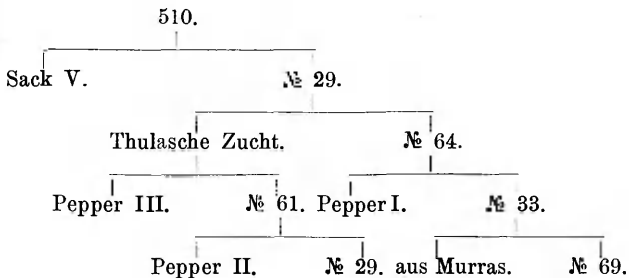 510.
Sack V. № 29.
Thulasche Zucht. № 64.
Pepper III. № 61. Pepper I. № 33.
Pepper II. № 29. aus Murras. № 69.